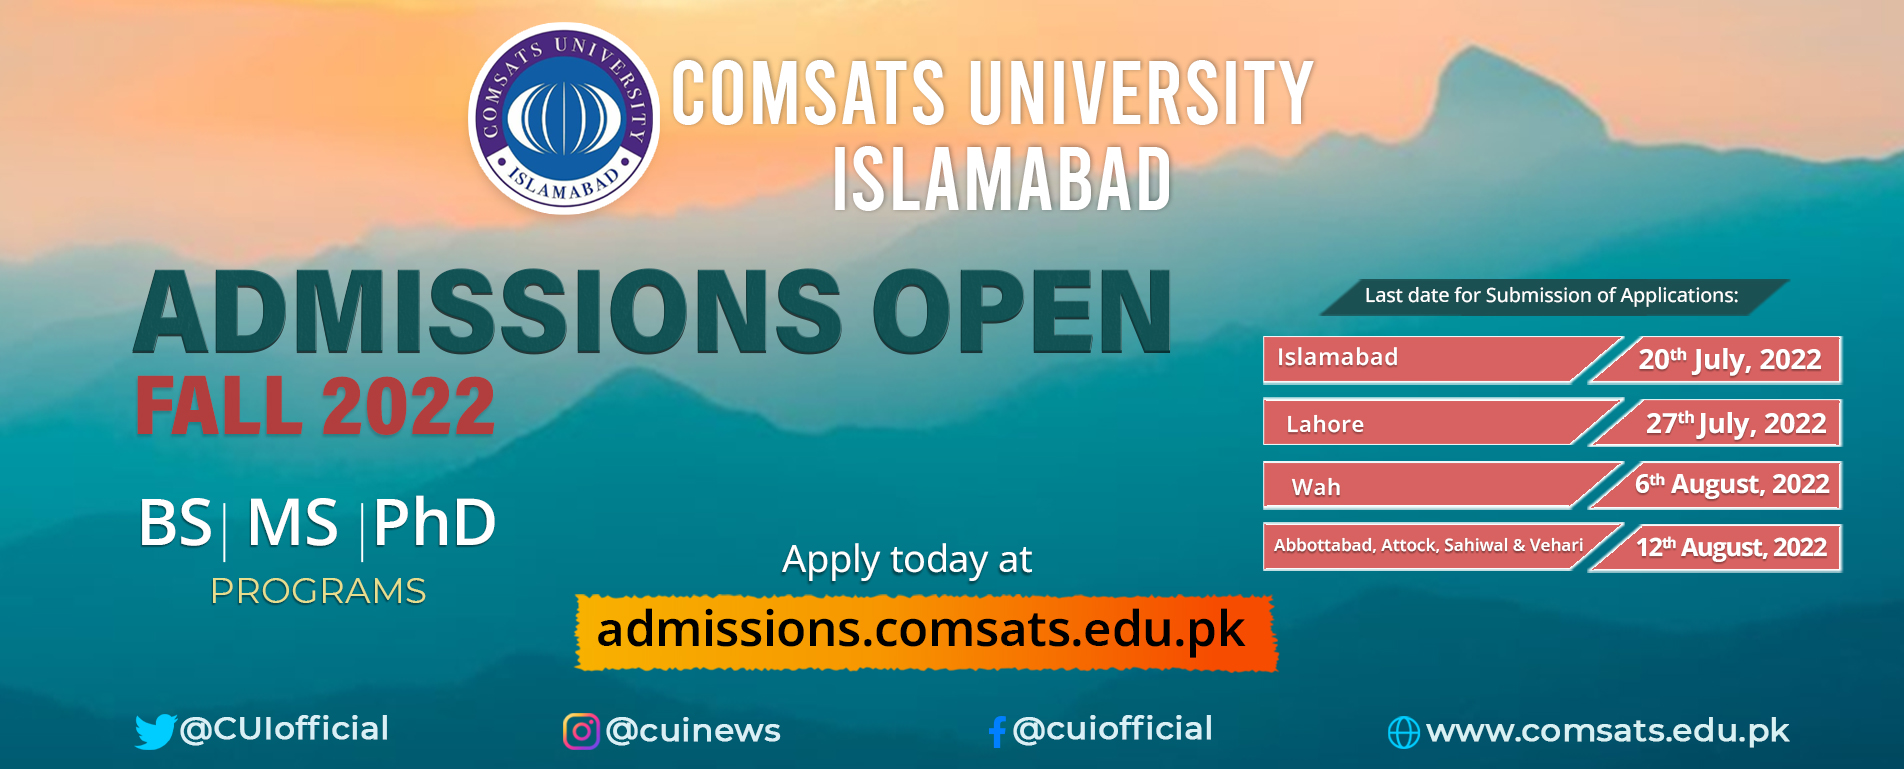 COMSATS UNIVERSITY
ISLAMABAD
COMSATS UNIVERSITY
ISLAMABAD
ADMISSIONS OPEN
FALL 2022
BS| MS |PhD
PROGRAMS
Last date for Submission of Applications:
Islamabad 20th July, 2022
Lahore 27th July, 2022
Wah 6th August, 2022
Abbottabad, Attock, Sahiwal & Vehari 12th August, 2022
Apply today at
admissions.comsats.edu.pk
@CUIofficial @cuinews @cuiofficial www.comsats.edu.pk